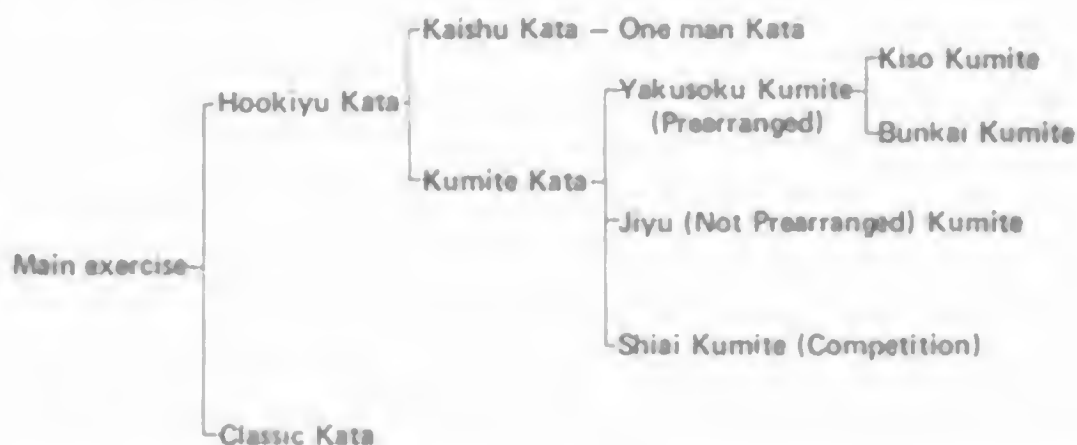 Kaishu Kata – One man Kata
Kiso Kumite
Hookiyu Kata
Yakusoku Kumite
(Prearranged)
Bunkai Kumite
Kumite Kata
Jiyu (Not Prearranged) Kumite
Main exercise
Shiai Kumite (Competition)
Classic Kata